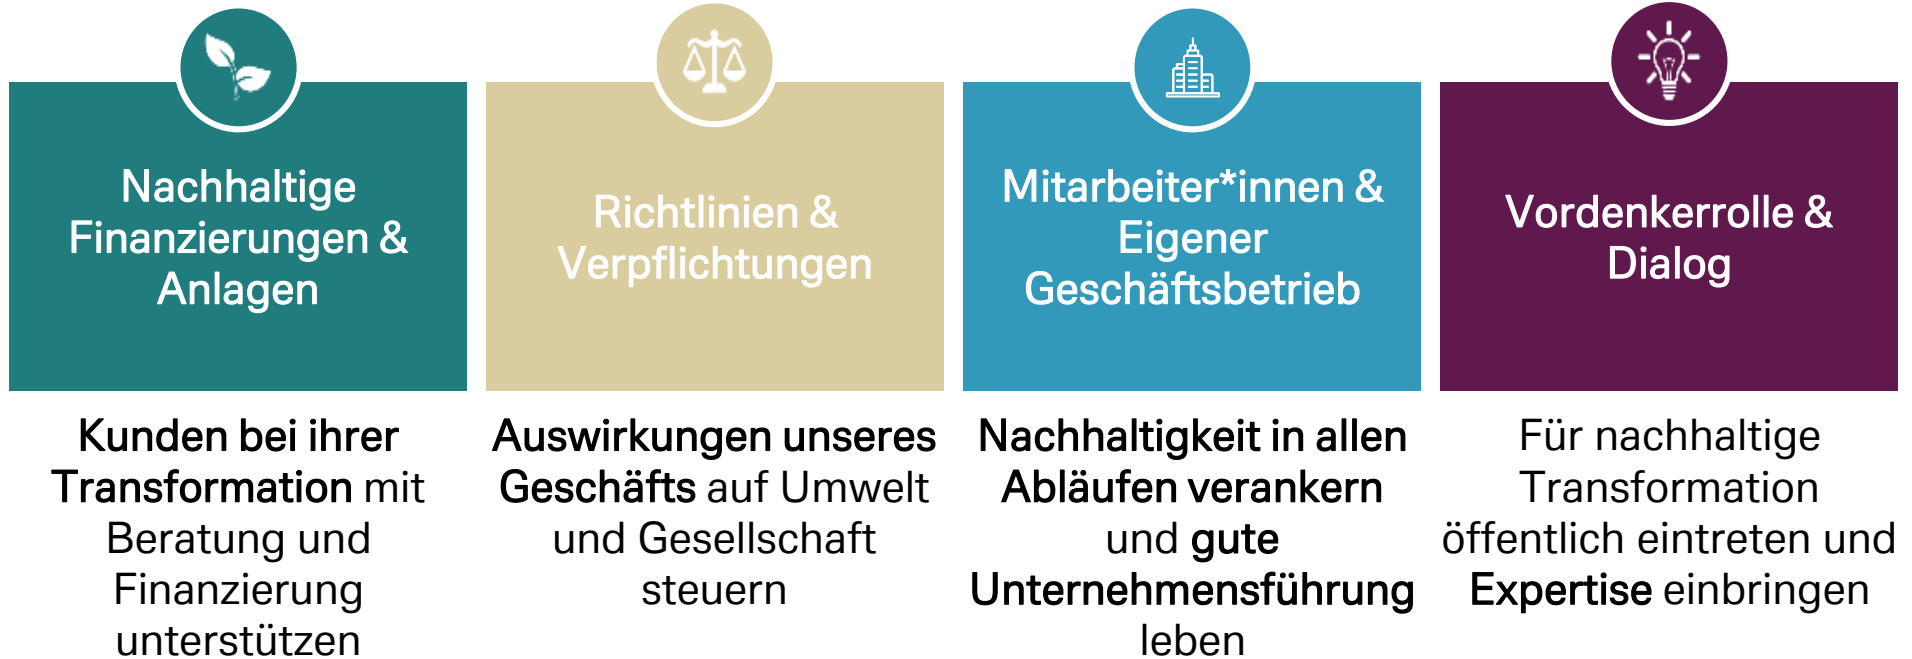 Nachhaltige
Finanzierungen &
Anlagen
Kunden bei ihrer
Transformation mit
Beratung und
Finanzierung
unterstützen
Richtlinien &
Verpflichtungen
Auswirkungen unseres
Geschäfts auf Umwelt
und Gesellschaft
steuern
Mitarbeiter*innen &
Eigener
Geschäftsbetrieb
Nachhaltigkeit in allen
Abläufen verankern
und gute
Unternehmensführung
leben
Vordenkerrolle &
Dialog
Für nachhaltige
Transformation
öffentlich eintreten und
Expertise einbringen